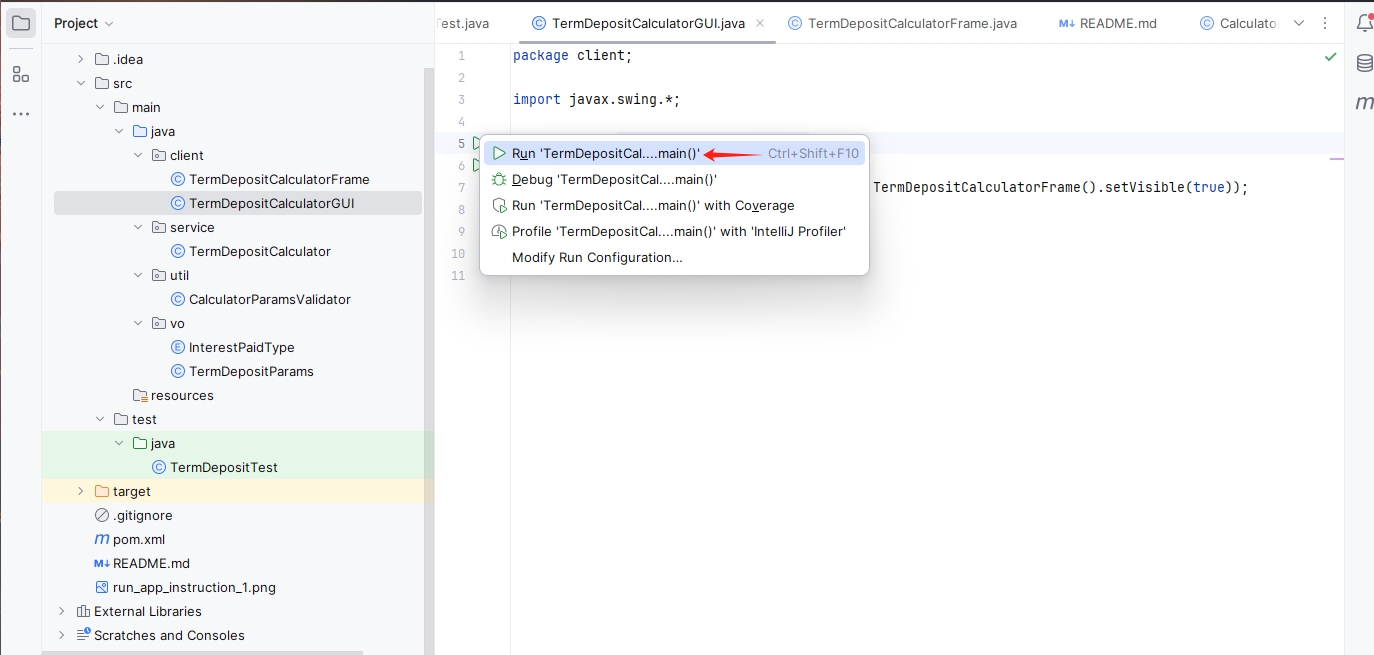 Project
est.java
TermDepositCalculatorGUI.java
TermDepositCalculatorFrame.java
M↓ README.md
Calculato
.idea
src
main
java
client
TermDepositCalculatorFrame
TermDepositCalculatorGUI
service
TermDepositCalculator
util
CalculatorParamsValidator
vo
InterestPaidType
TermDepositParams
resources
test
java
TermDepositTest
target
.gitignore
m pom.xml
M↓ README.md
run_app_instruction_1.png
External Libraries
Scratches and Consoles
1 package client;
2
3 import javax.swing.*;
4
5
6
7 TermDepositCalculatorFrame().setVisible(true));
8
9
10
11
Run 'TermDepositCal....main()' Ctrl+Shift+F10
Debug 'TermDepositCal....main()'
Run 'TermDepositCal....main()' with Coverage
Profile 'TermDepositCal....main()' with 'IntelliJ Profiler'
Modify Run Configuration...
m